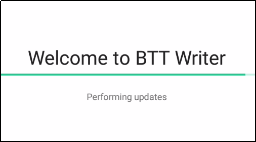 Welcome to BTT Writer
Performing updates